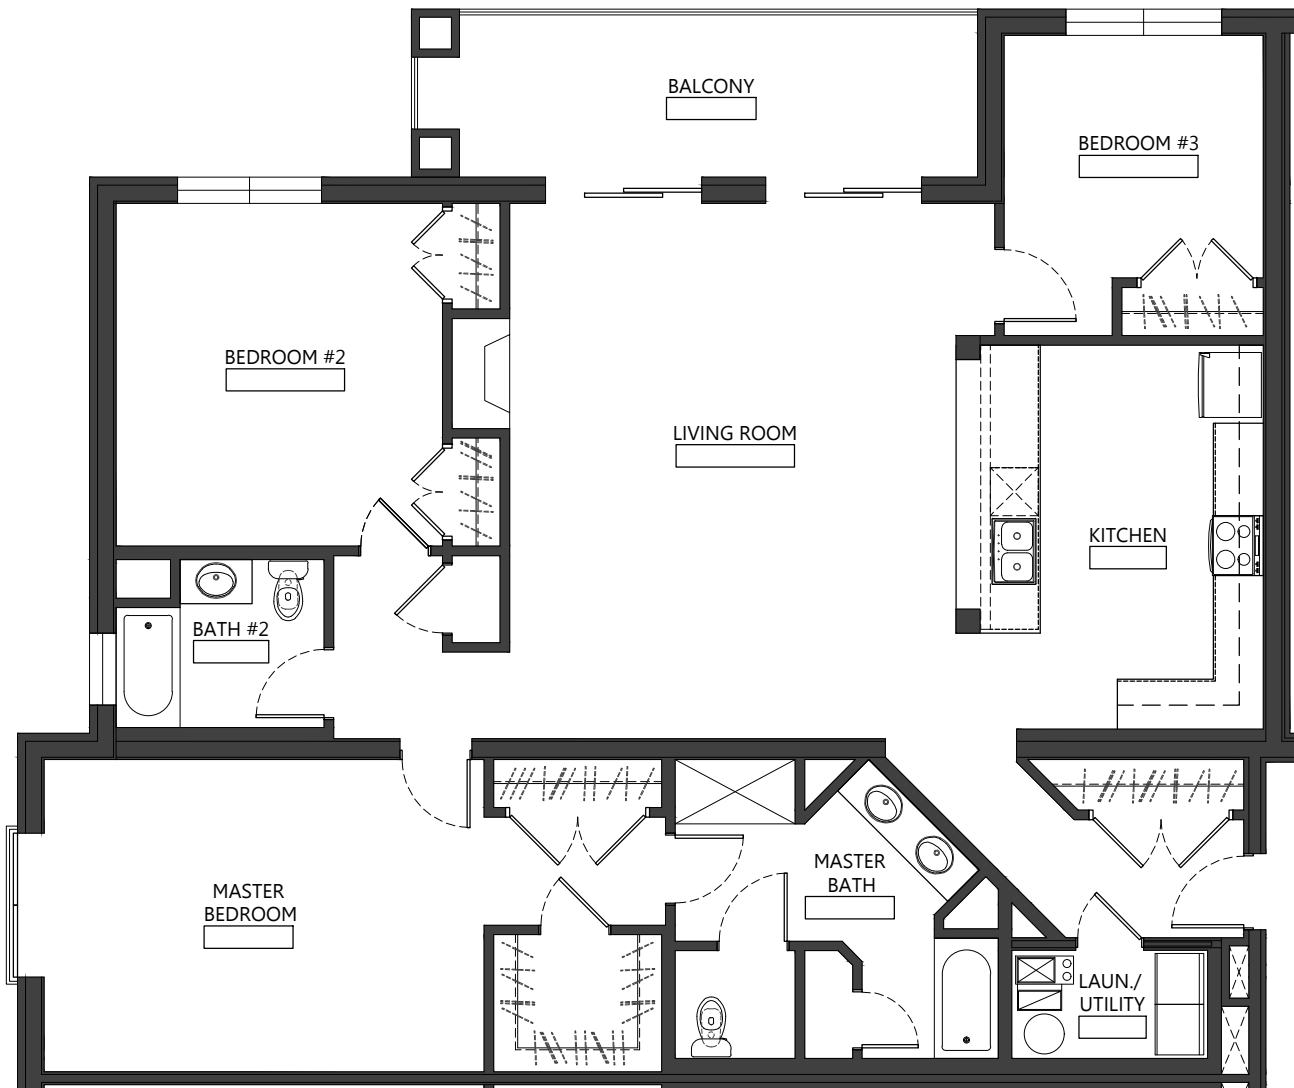 BALCONY
BEDROOM #3
BEDROOM #2
LIVING ROOM
KITCHEN
BATH #2
MASTER
BATH
MASTER
BEDROOM
LAUN./
UTILITY